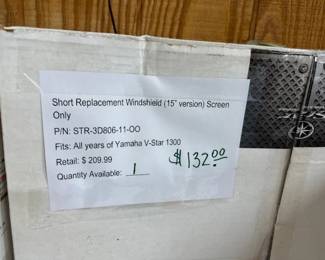 Short Replacement Windshield (15" version) Screen
Only
P/N: STR-3D806-11-OO
Fits: All years of Yamaha V-Star 1300
Retail: $ 209.99
$132.00
Quantity Available: 1